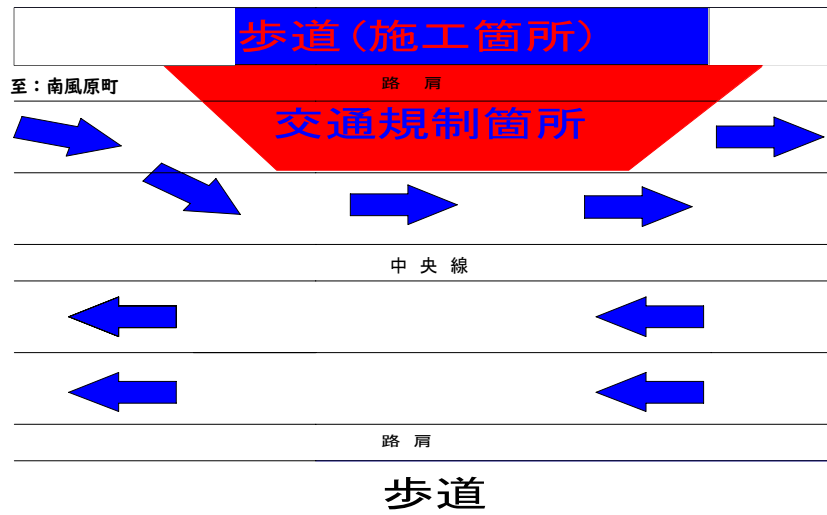 歩道(施工箇所)
至：南風原町
路肩
交通規制箇所
中央線
路肩
歩道